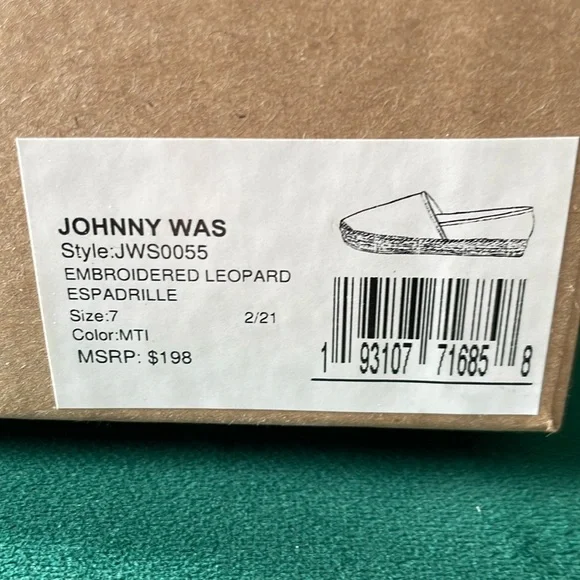 JOHNNY WAS
Style:JWS0055
EMBROIDERED LEOPARD
ESPADRILLE
Size:7 2/21
Color:MTI
MSRP: $198
1 93107 71685 8